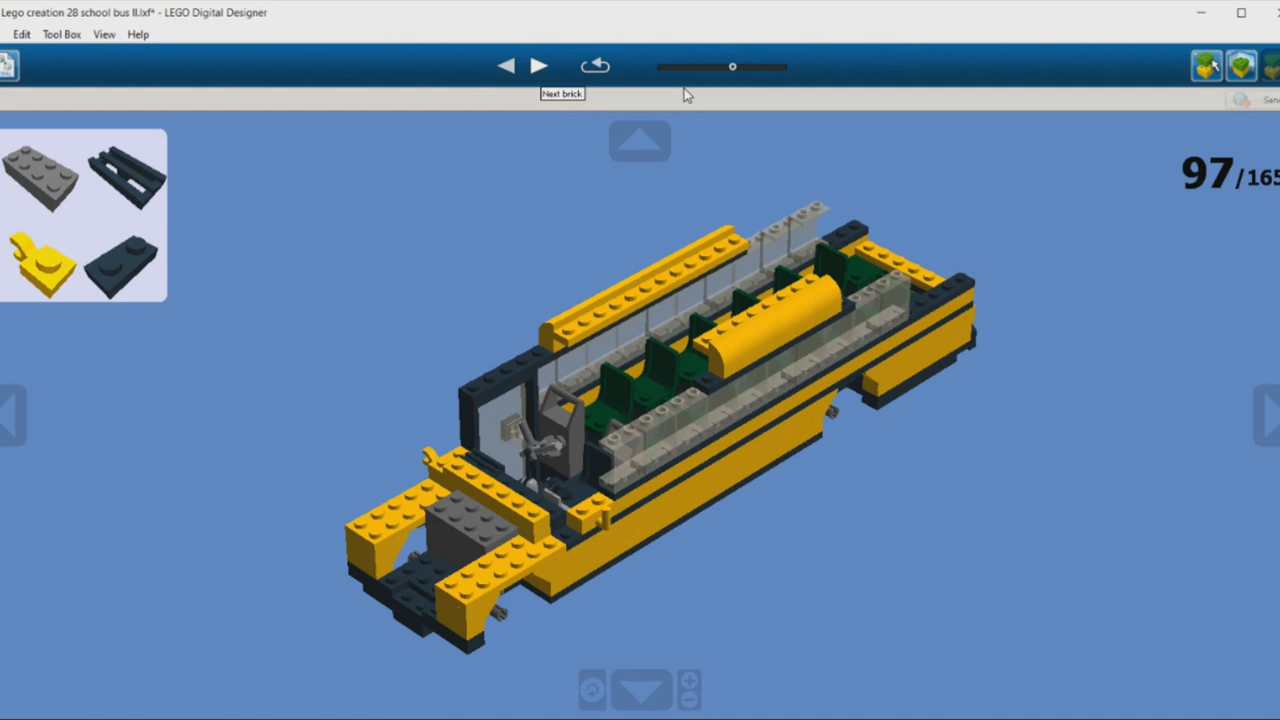 Lego creation 28 school bus II.lxf* - LEGO Digital Designer
Edit Tool Box View Help
Next brick
97/165